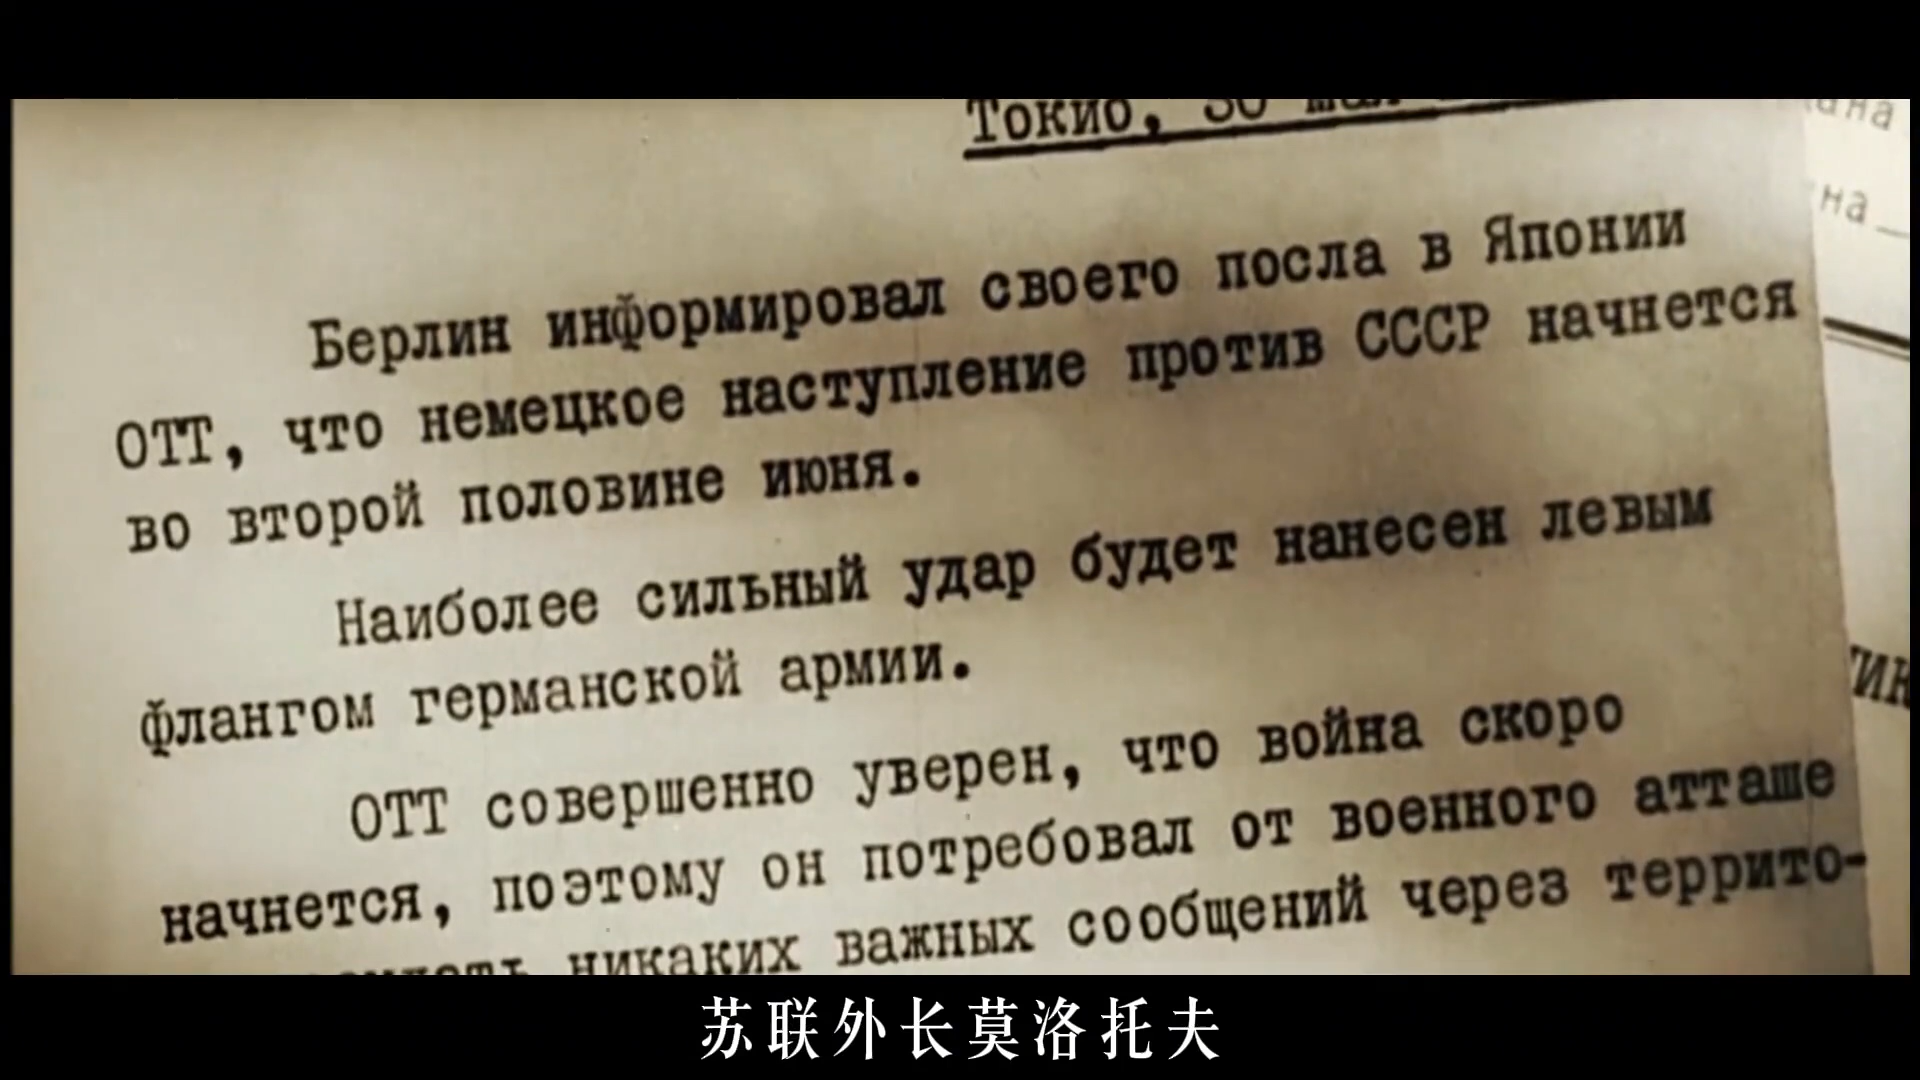 Токио, 30 мая
Берлин информировал своего посла в Японии
ОТТ, что немецкое наступление против СССР начнется
во второй половине июня.
Наиболее сильный удар будет нанесен левым
флангом германской армии.
ОТТ совершенно уверен, что война скоро
начнется, поэтому он потребовал от военного атташе
никаких важных сообщений через террито-
苏联外长莫洛托夫